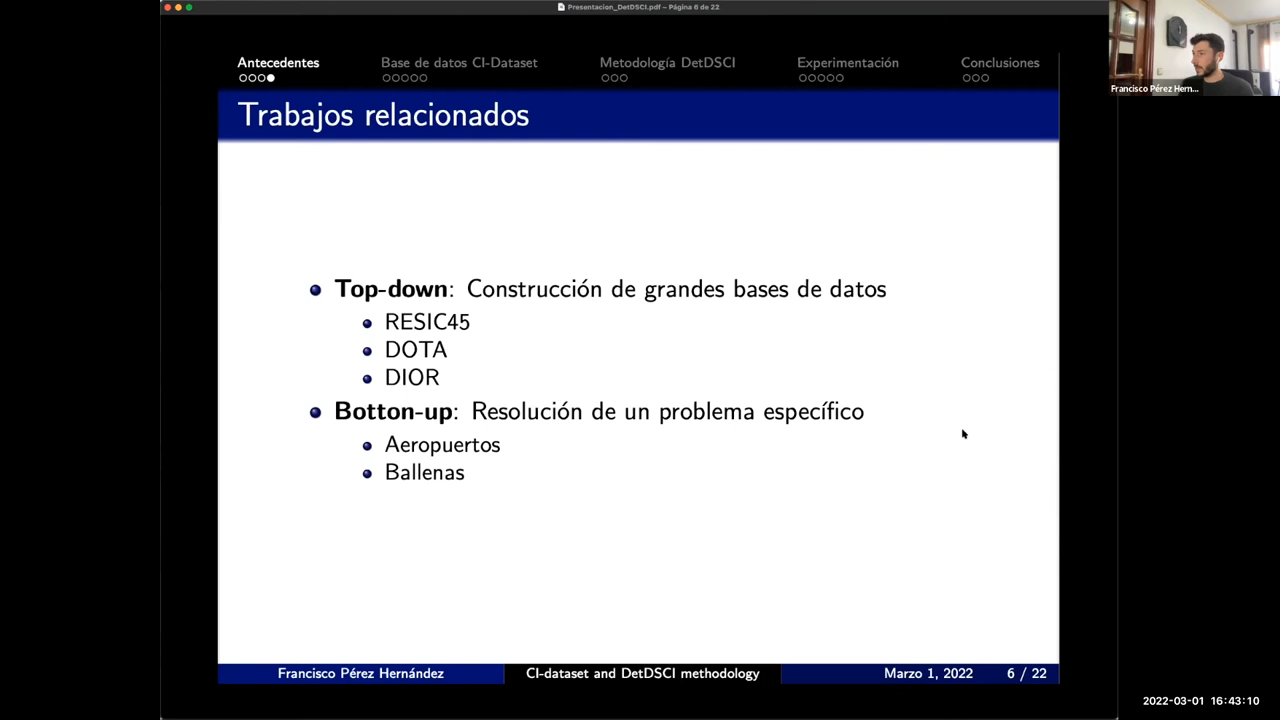 Presentacion_DetDSCI.pdf – Página 6 de 22
Antecedentes Base de datos CI-Dataset Metodología DetDSCI Experimentación Conclusiones
Trabajos relacionados
Top-down: Construcción de grandes bases de datos
RESIC45
DOTA
DIOR
Botton-up: Resolución de un problema específico
Aeropuertos
Ballenas
Francisco Pérez Hernández CI-dataset and DetDSCI methodology Marzo 1, 2022 6 / 22
Francisco Pérez Hern...
2022-03-01 16:43:10